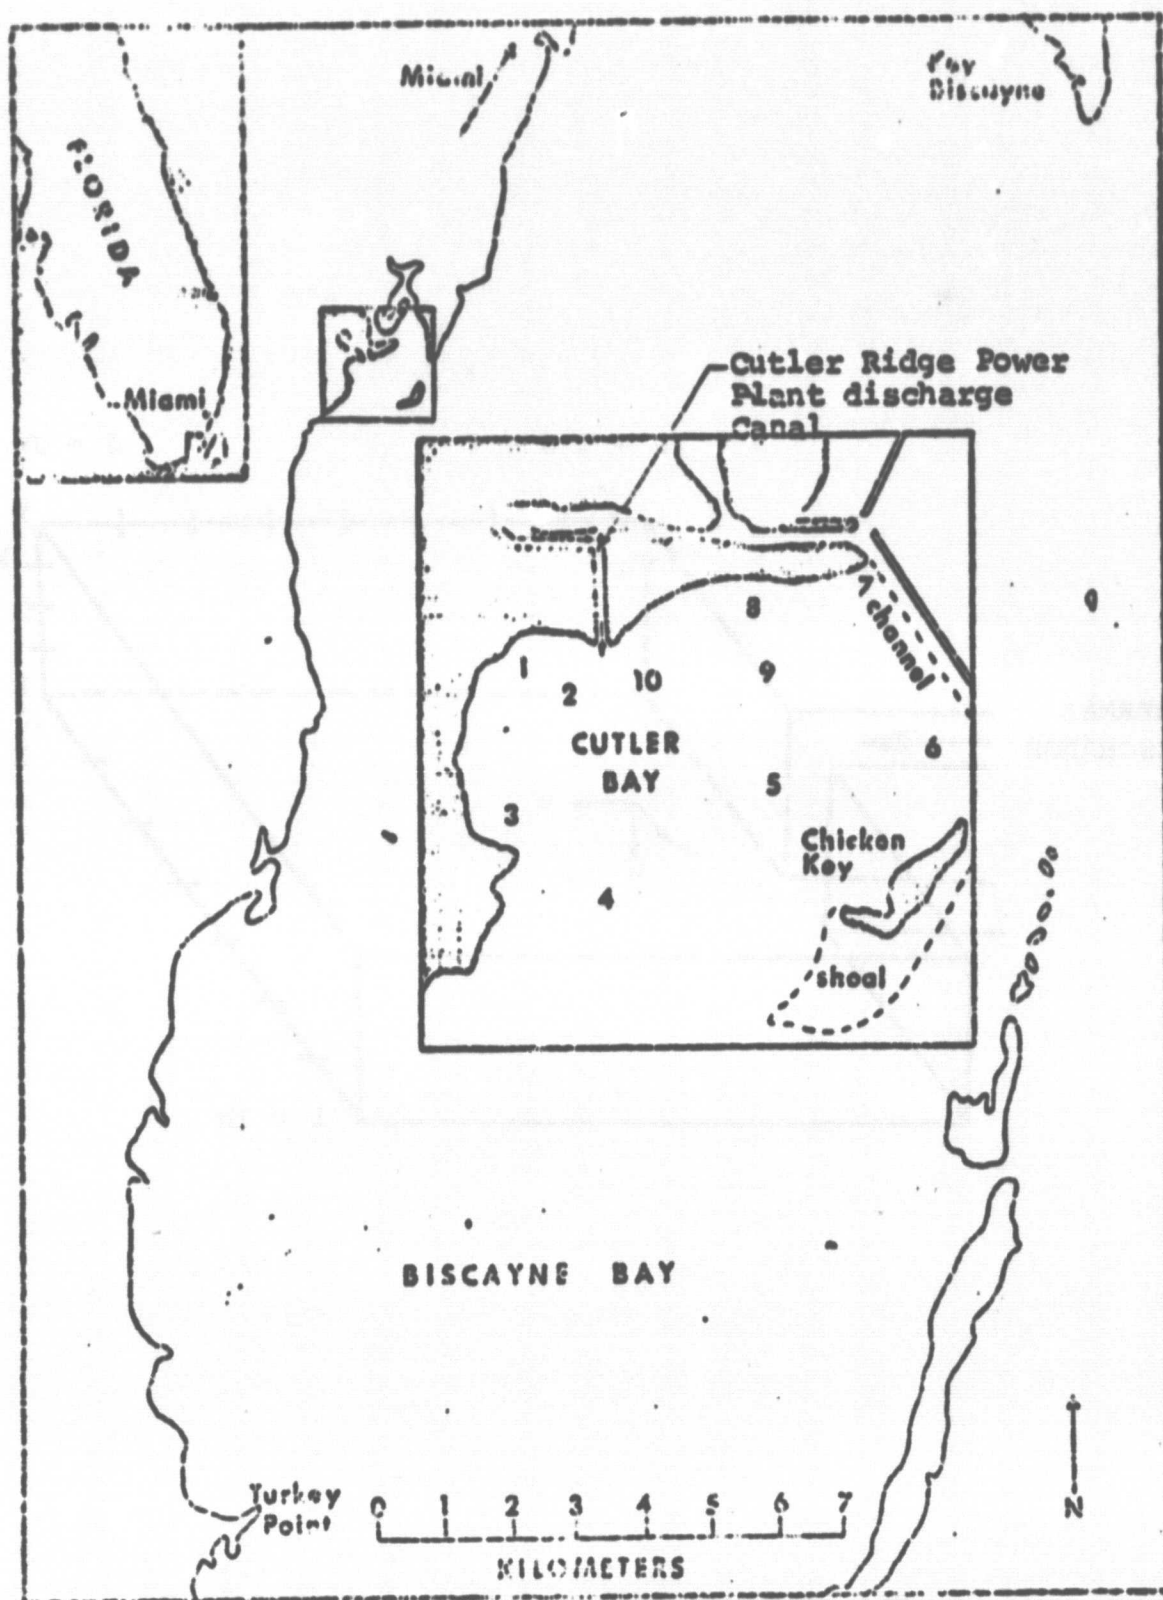 Miami
Key
Biscayne
FLORIDA
Miami
Cutler Ridge Power
Plant discharge
Canal
7 channel
8
1
2
10
9
CUTLER
BAY
6
5
3
Chicken
Key
4
shoal
BISCAYNE BAY
Turkey
Point
0 1 2 3 4 5 6 7
KILOMETERS
N